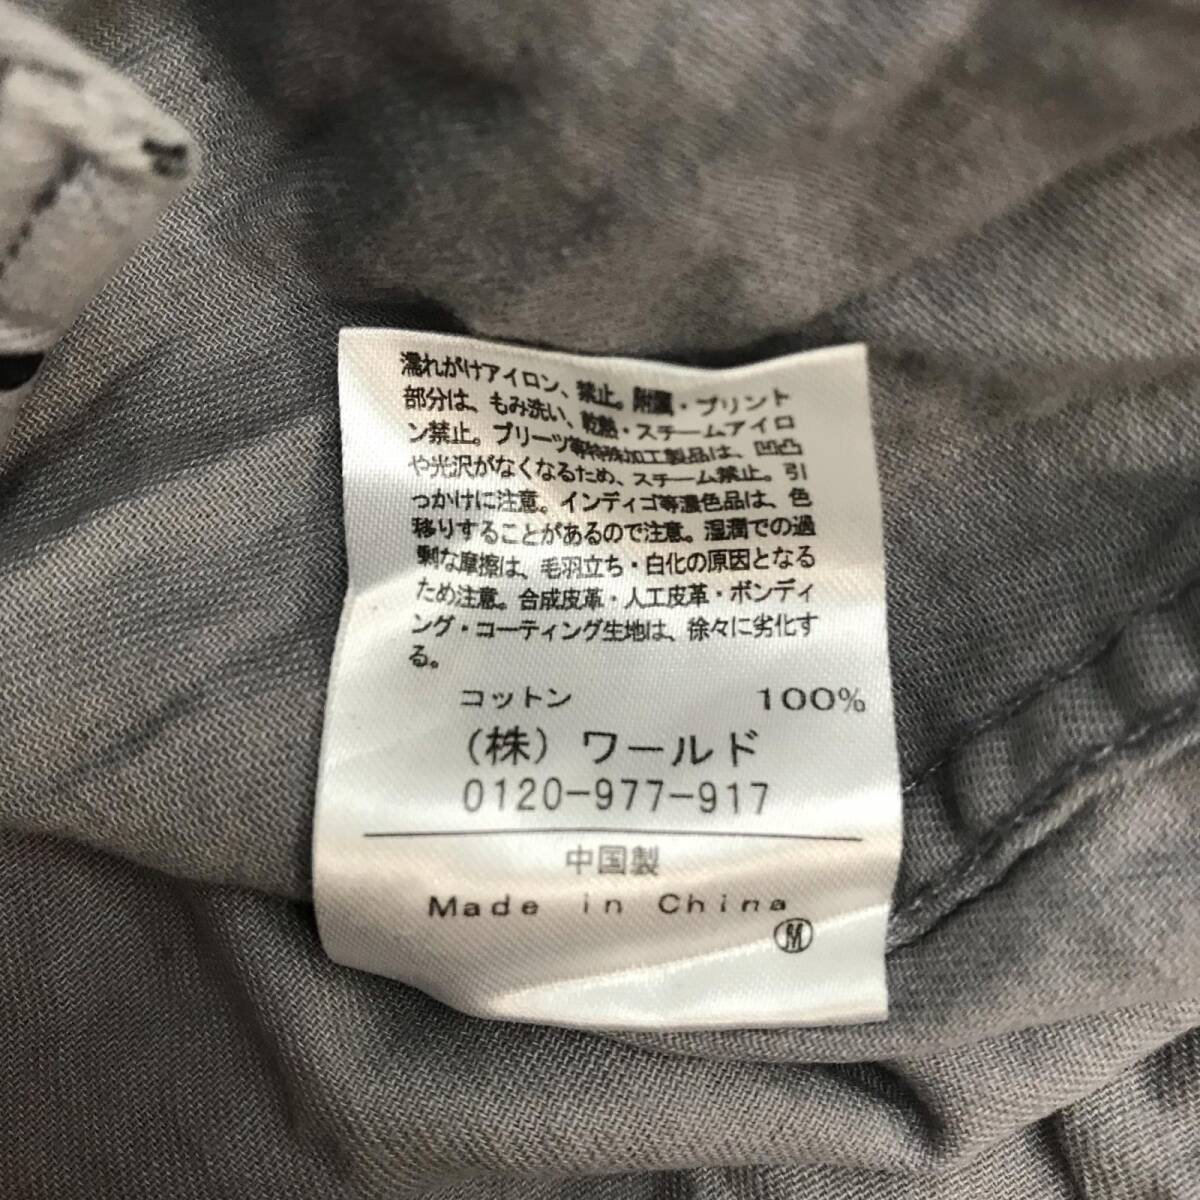 濡れがけアイロン、禁止。附属・プリント
部分は、もみ洗い、乾熱・スチームアイロ
ン禁止。プリーツ等特殊加工製品は、凹凸
や光沢がなくなるため、スチーム禁止。引
っかけに注意。インディゴ等濃色品は、色
移りすることがあるので注意。湿潤での過
剰な摩擦は、毛羽立ち・白化の原因となる
ため注意。合成皮革・人工皮革・ボンディ
ング・コーティング生地は、徐々に劣化す
る。
コットン 100%
(株) ワールド
0120-977-917
中国製
Made in China
M